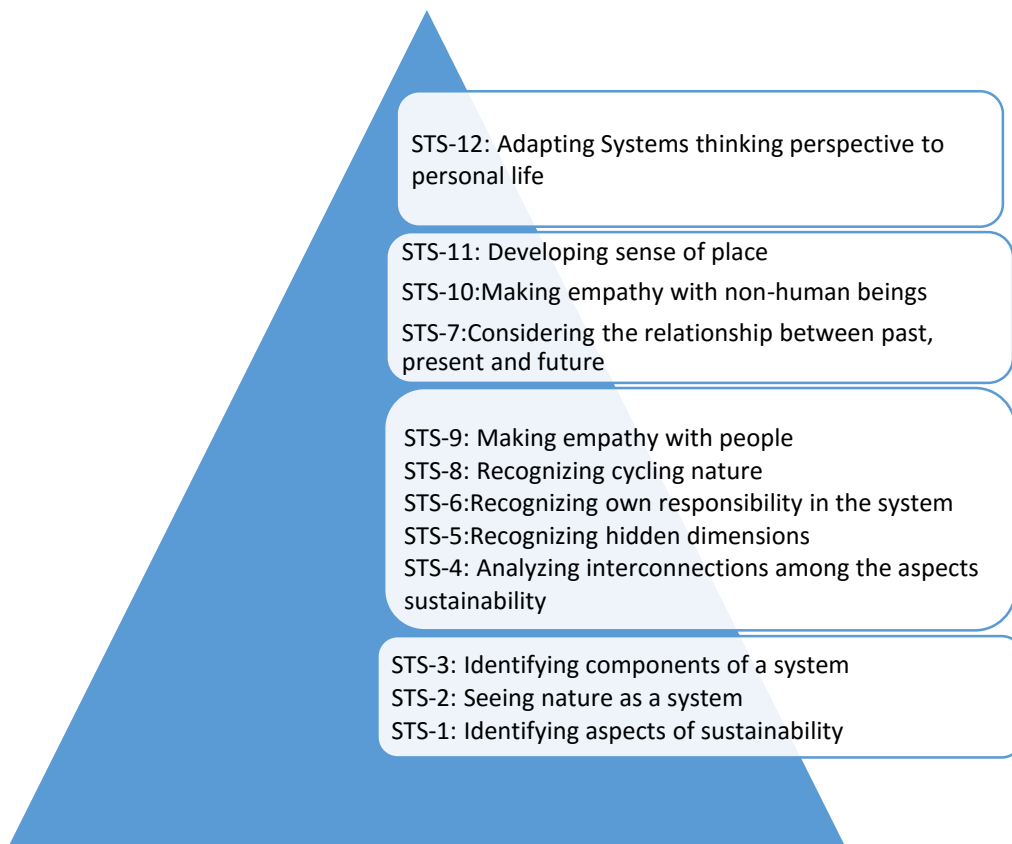 STS-12: Adapting Systems thinking perspective to
personal life
STS-11: Developing sense of place
STS-10:Making empathy with non-human beings
STS-7:Considering the relationship between past,
present and future
STS-9: Making empathy with people
STS-8: Recognizing cycling nature
STS-6:Recognizing own responsibility in the system
STS-5:Recognizing hidden dimensions
STS-4: Analyzing interconnections among the aspects
sustainability
STS-3: Identifying components of a system
STS-2: Seeing nature as a system
STS-1: Identifying aspects of sustainability